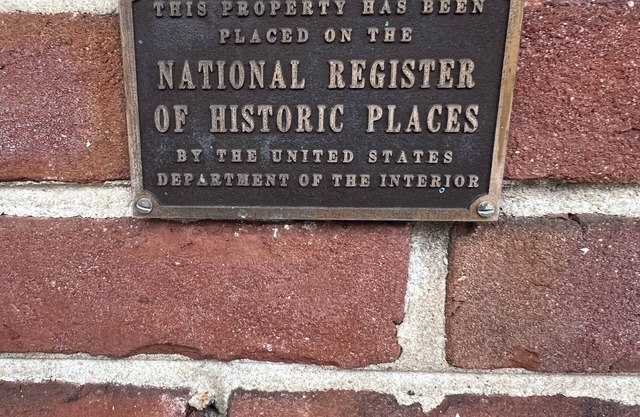 THIS PROPERTY HAS BEEN
PLACED ON THE
NATIONAL REGISTER
OF HISTORIC PLACES
BY THE UNITED STATES
DEPARTMENT OF THE INTERIOR